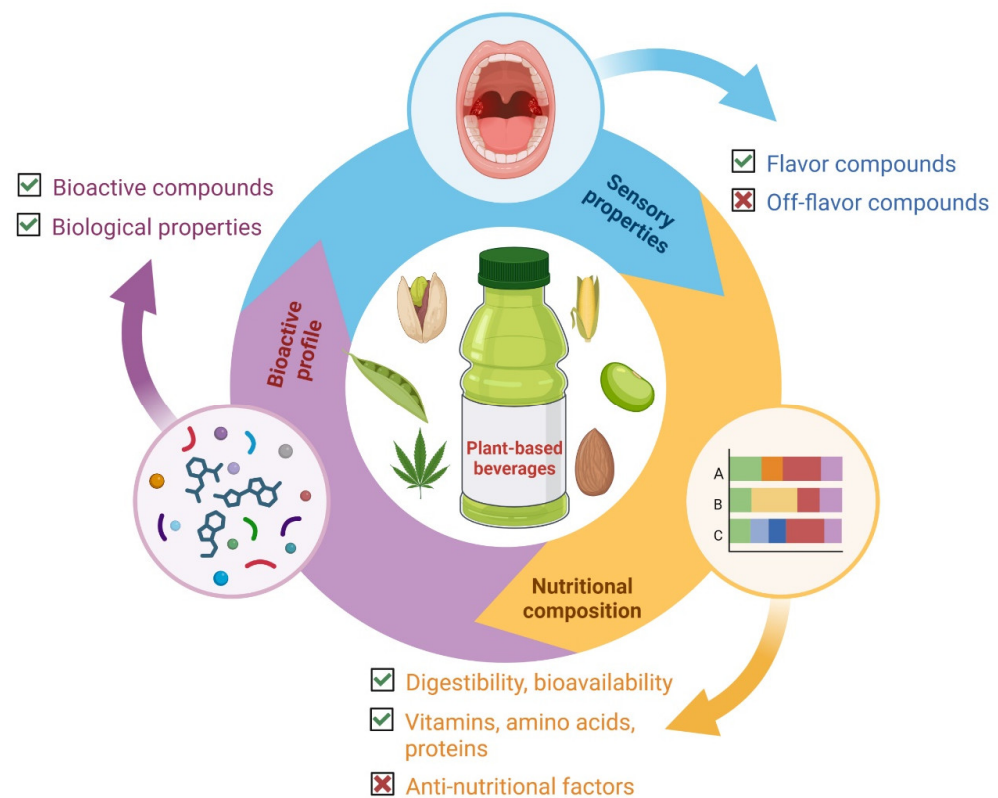 Sensory
properties
Flavor compounds
Off-flavor compounds
Bioactive compounds
Biological properties
Bioactive
profile
Plant-based
beverages
A
B
C
Nutritional
composition
Digestibility, bioavailability
Vitamins, amino acids,
proteins
Anti-nutritional factors